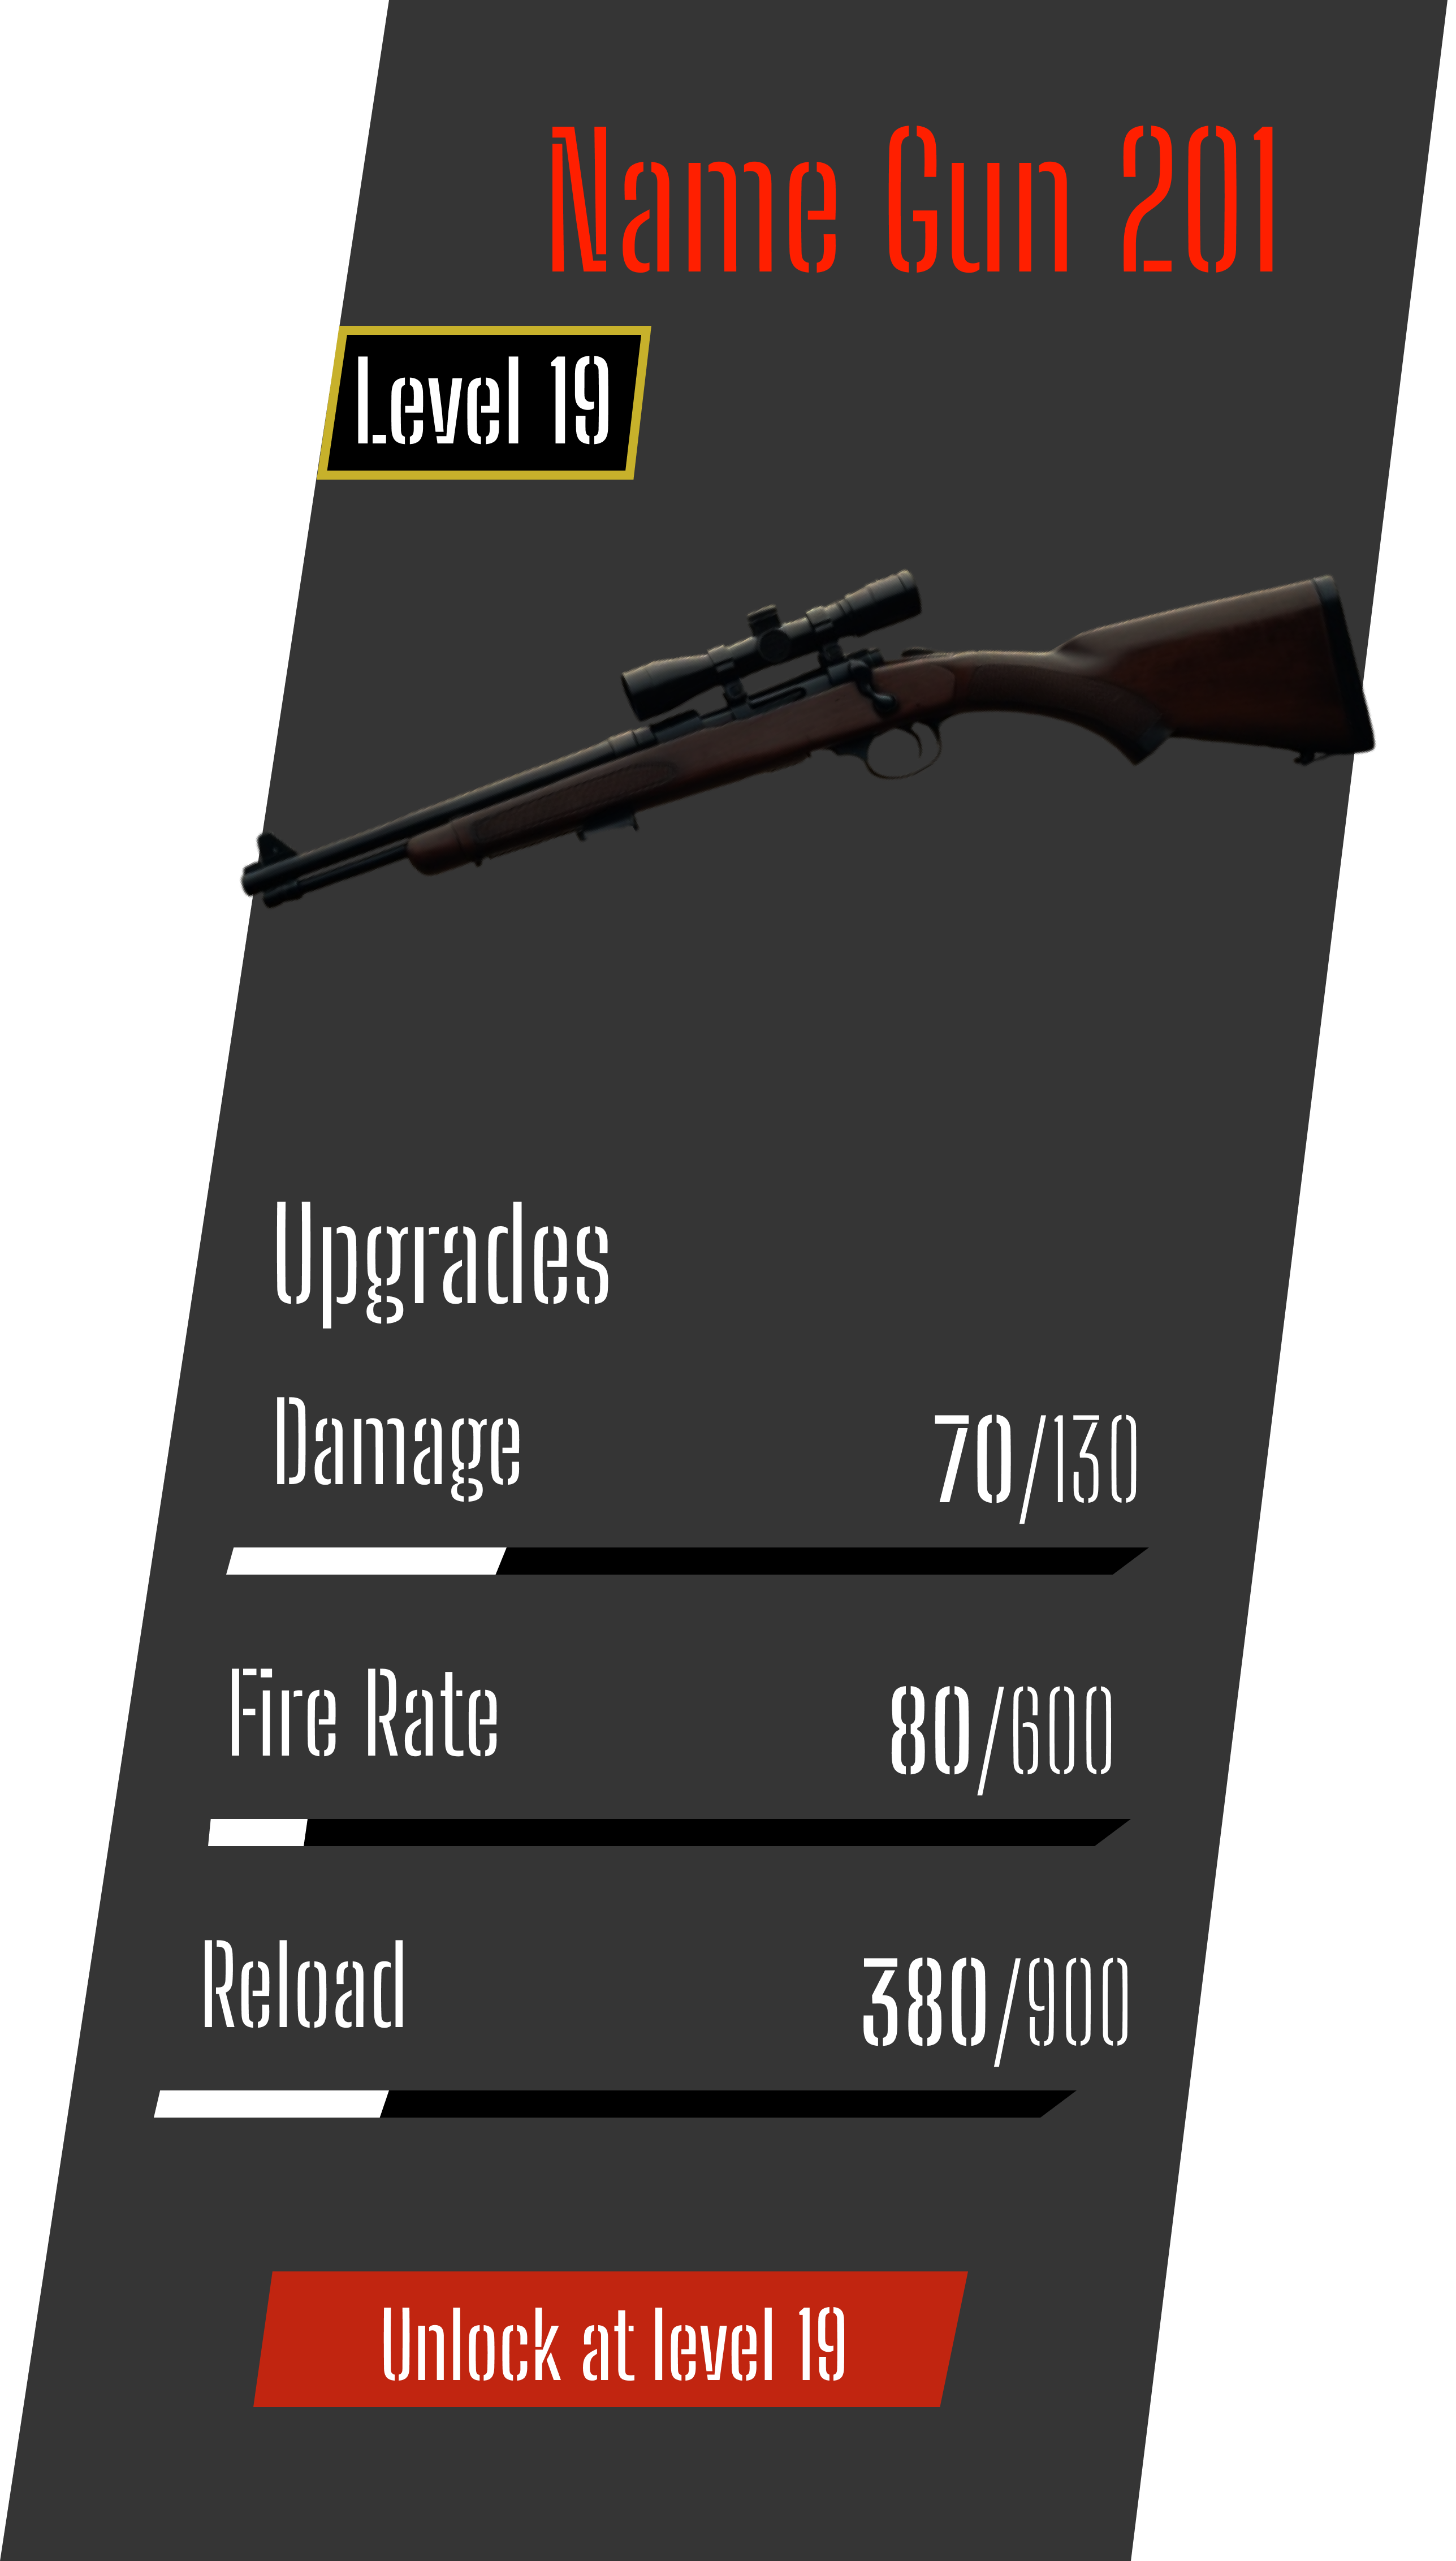 Name Gun 201
Level 19
Upgrades
Damage 70/130
Fire Rate 80/600
Reload 380/900
Unlock at level 19